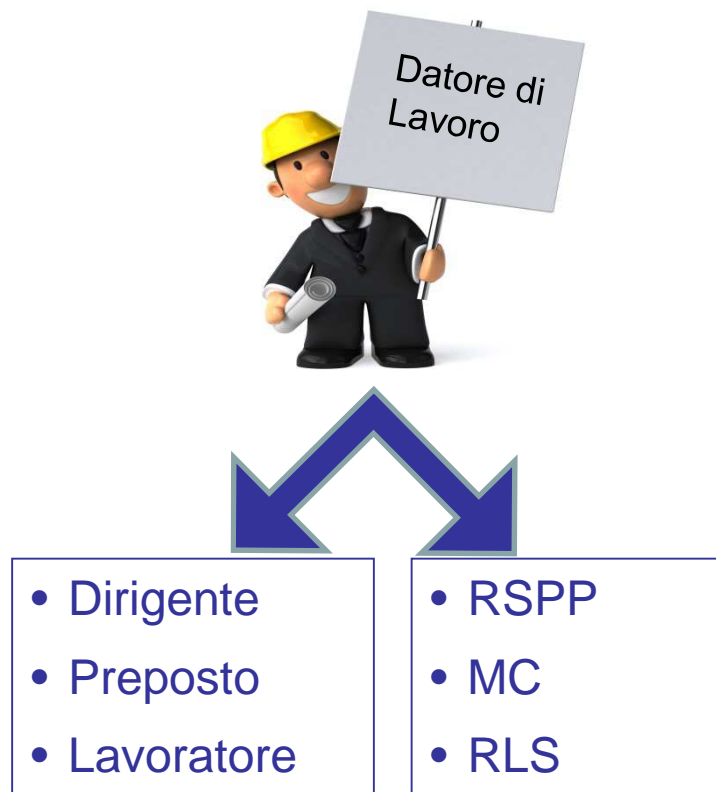 Datore di
Lavoro
• Dirigente
• Preposto
• Lavoratore
• RSPP
• MC
• RLS